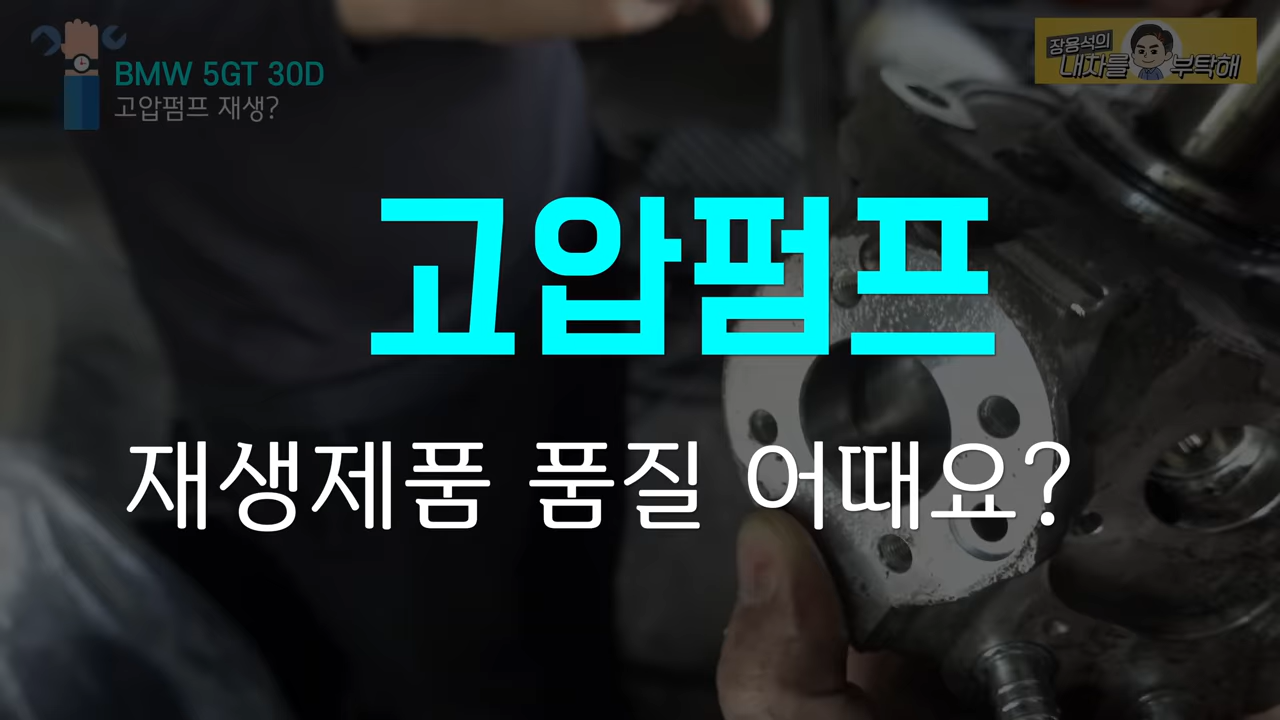 BMW 5GT 30D
고압펌프 재생?
장용석의
내차를 부탁해
고압펌프
재생제품 품질 어때요?